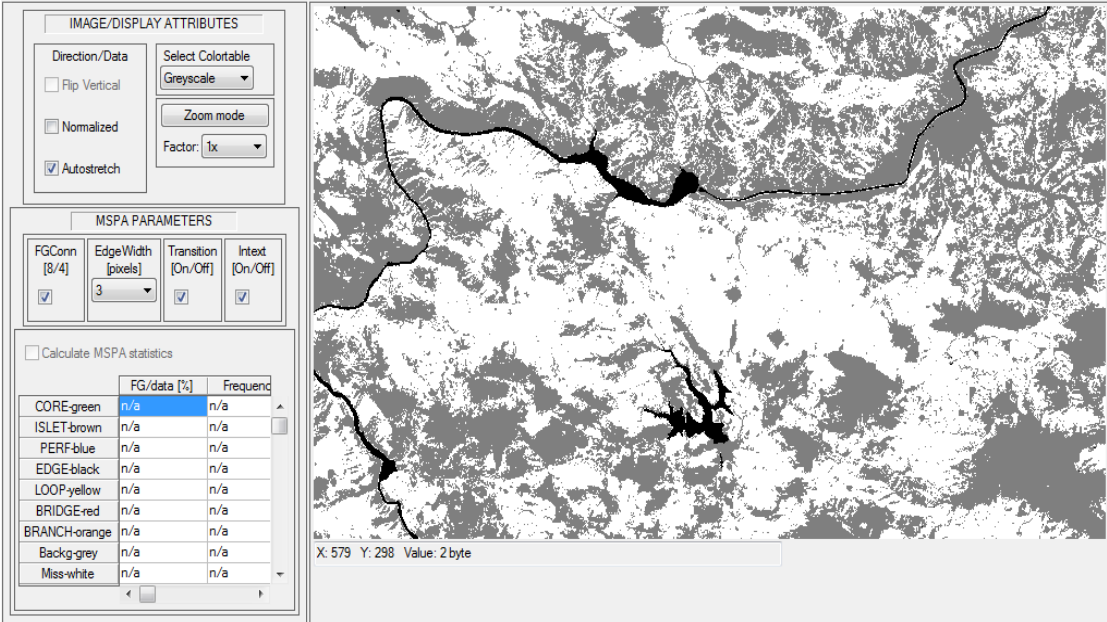 IMAGE/DISPLAY ATTRIBUTES
Direction/Data
Flip Vertical
Normalized
Autostretch
Select Colortable
Greyscale
Zoom mode
Factor: 1x
MSPA PARAMETERS
FGConn [8/4]
EdgeWidth [pixels]
3
Transition [On/Off]
Intext [On/Off]
Calculate MSPA statistics
FG/data [%] Frequenc
CORE-green n/a n/a
ISLET-brown n/a n/a
PERF-blue n/a n/a
EDGE-black n/a n/a
LOOP-yellow n/a n/a
BRIDGE-red n/a n/a
BRANCH-orange n/a n/a
Backg-grey n/a n/a
Miss-white n/a n/a
X: 579 Y: 298 Value: 2 byte